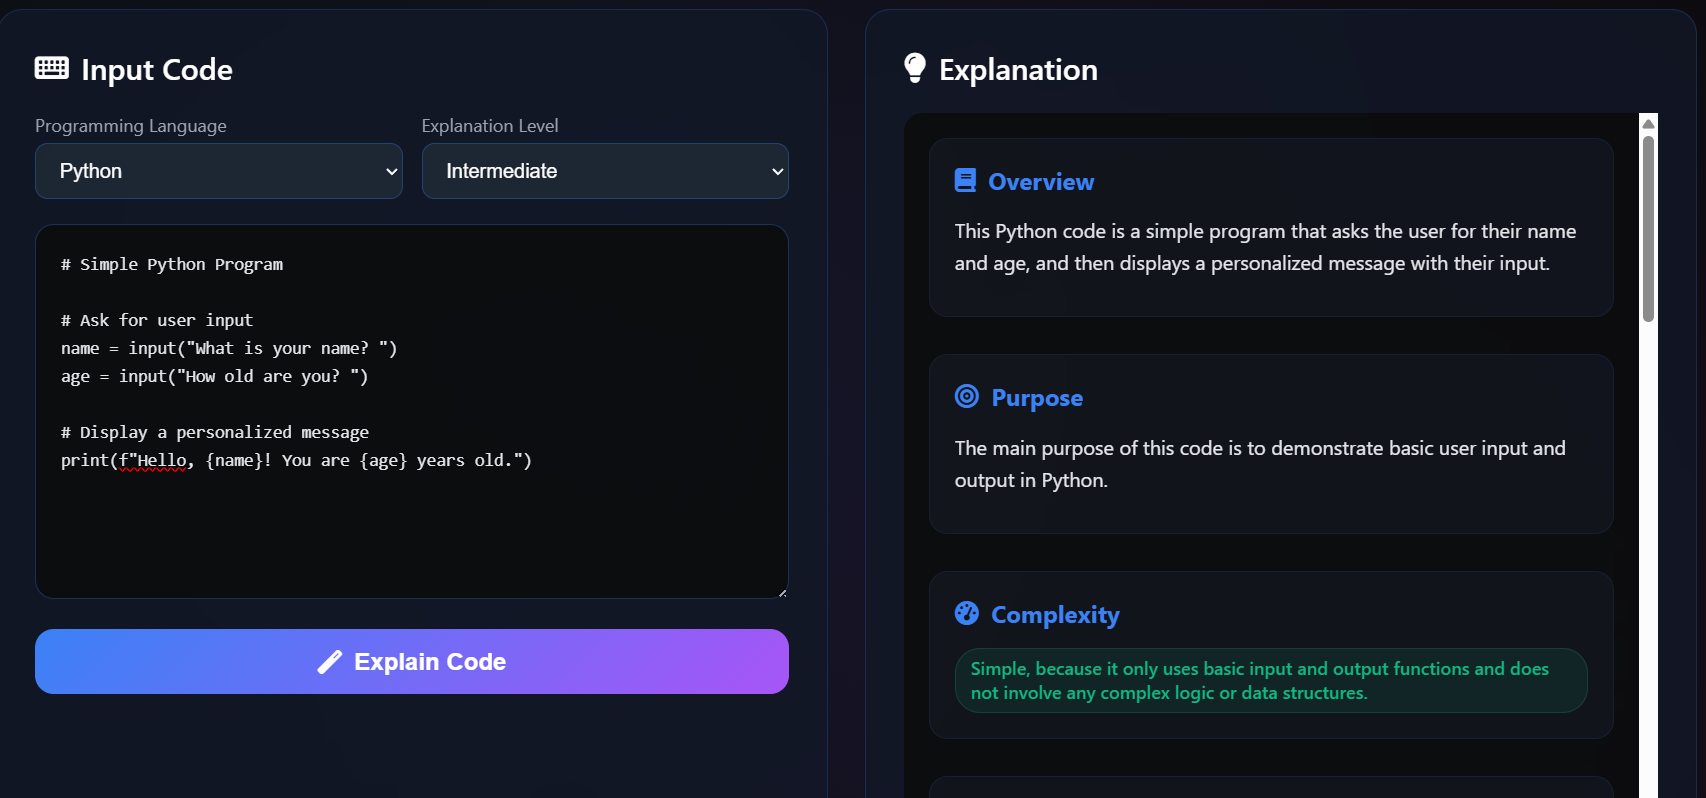 Input Code
Programming Language
Explanation Level
Python
Intermediate
# Simple Python Program
# Ask for user input
name = input("What is your name? ")
age = input("How old are you? ")
# Display a personalized message
print(f"Hello, {name}! You are {age} years old.")
Explain Code
Explanation
Overview
This Python code is a simple program that asks the user for their name
and age, and then displays a personalized message with their input.
Purpose
The main purpose of this code is to demonstrate basic user input and
output in Python.
Complexity
Simple, because it only uses basic input and output functions and does
not involve any complex logic or data structures.